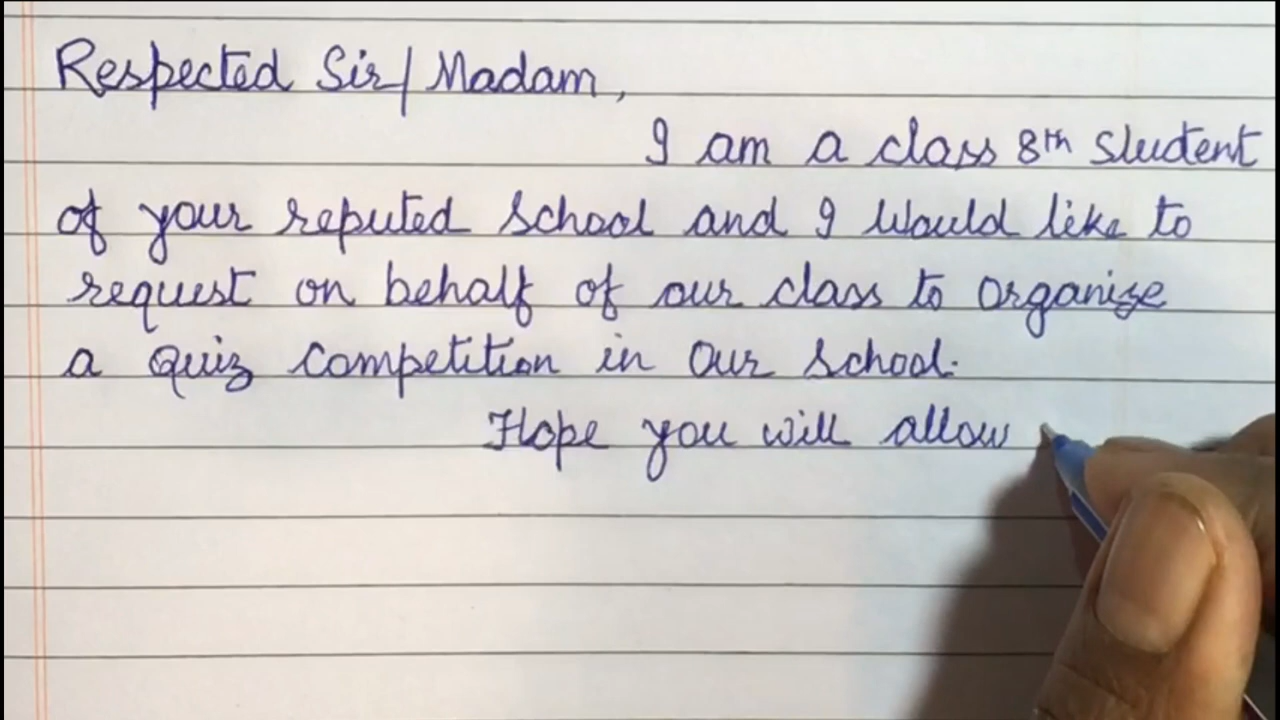 Respected Sir/Madam,
I am a class 8th student
of your reputed school and I would like to
request on behalf of our class to organise
a quiz competition in our school.
Hope you will allow